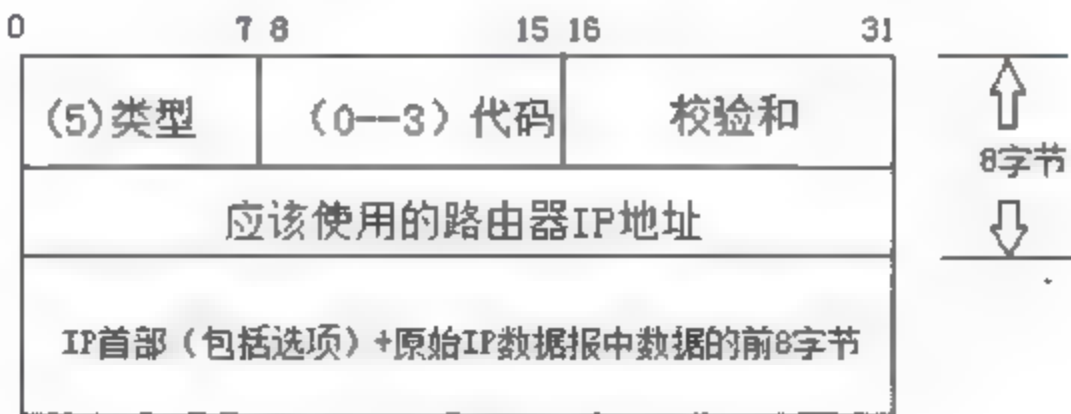 0 7 8 15 16 31
(5)类型 (0--3) 代码 校验和
8字节
应该使用的路由器IP地址
IP首部(包括选项)+原始IP数据报中数据的前8字节